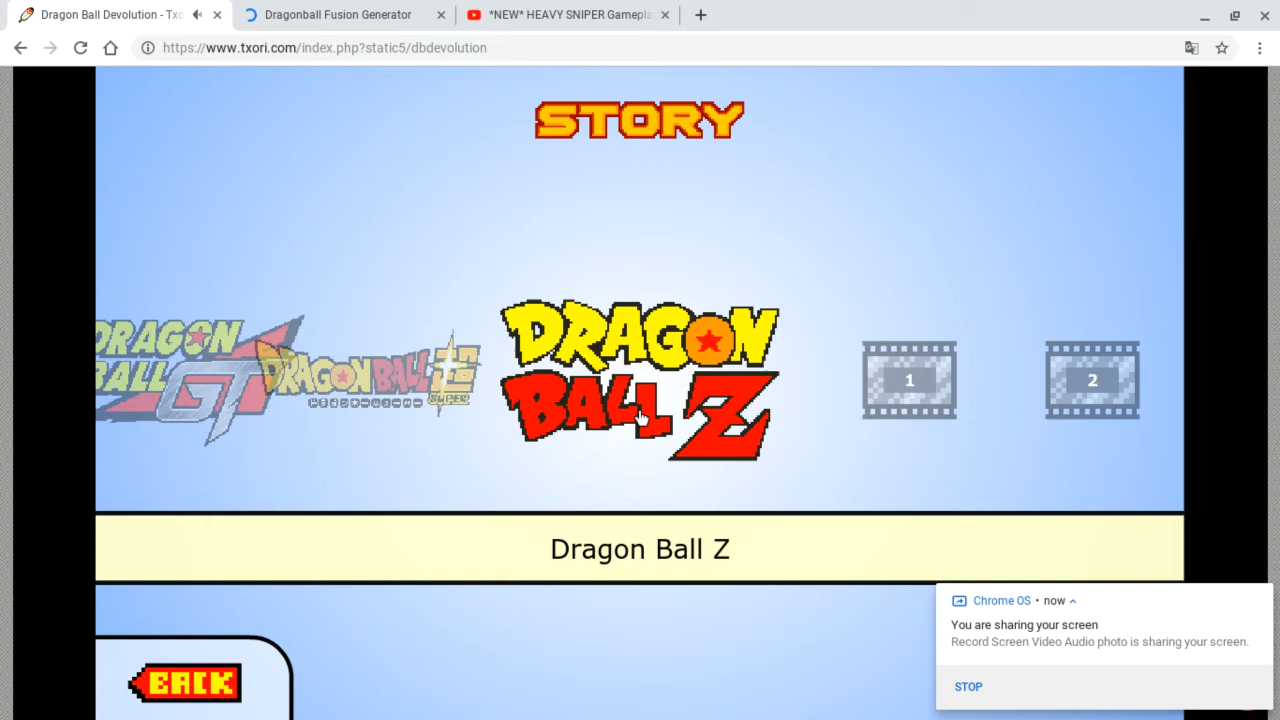 Dragon Ball Devolution - Txo
Dragonball Fusion Generator
*NEW* HEAVY SNIPER Gamepla
https://www.txori.com/index.php?static5/dbdevolution
STORY
DRAGON BALL GT
DRAGON BALL SUPER
DRAGON
BALL Z
1
2
Dragon Ball Z
Chrome OS • now
You are sharing your screen
Record Screen Video Audio photo is sharing your screen.
STOP
BACK